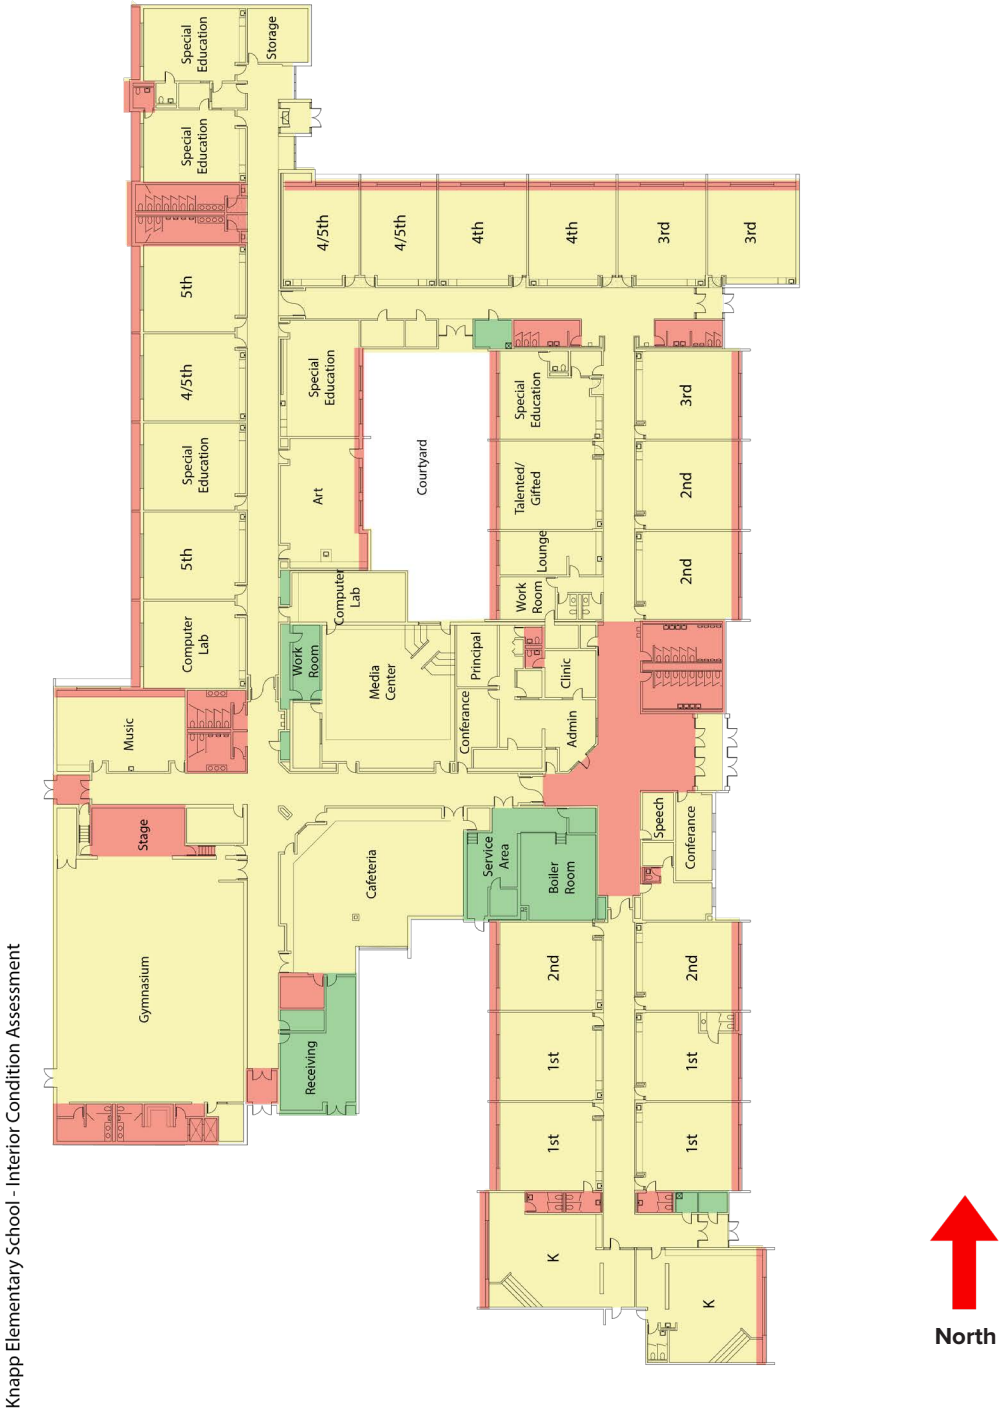 Knapp Elementary School - Interior Condition Assessment
Special
Education
Storage
Special
Education
4/5th
4/5th
4th
4th
3rd
3rd
5th
4/5th
Special
Education
Special
Education
3rd
Courtyard
Special
Education
Art
Talented/
Gifted
2nd
5th
Lounge
2nd
Computer
Lab
Work
Room
Computer
Lab
Work
Room
Media
Center
Principal
Clinic
Music
Conferance
Admin
Stage
Cafeteria
Service
Area
Boiler
Room
Speech
Conferance
Gymnasium
2nd
2nd
Receiving
1st
1st
1st
1st
K
K
North